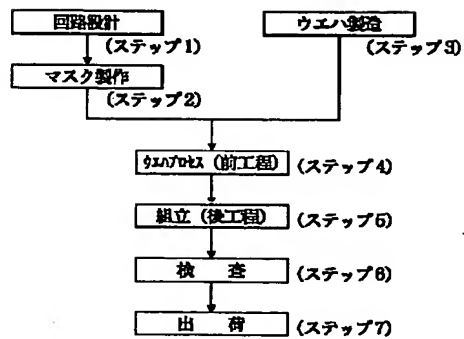 回路設計
(ステップ1)
ウエハ製造
(ステップ3)
マスク製作
(ステップ2)
ウエハプロセス (前工程)
(ステップ4)
組立 (後工程)
(ステップ5)
検 査
(ステップ6)
出 荷
(ステップ7)